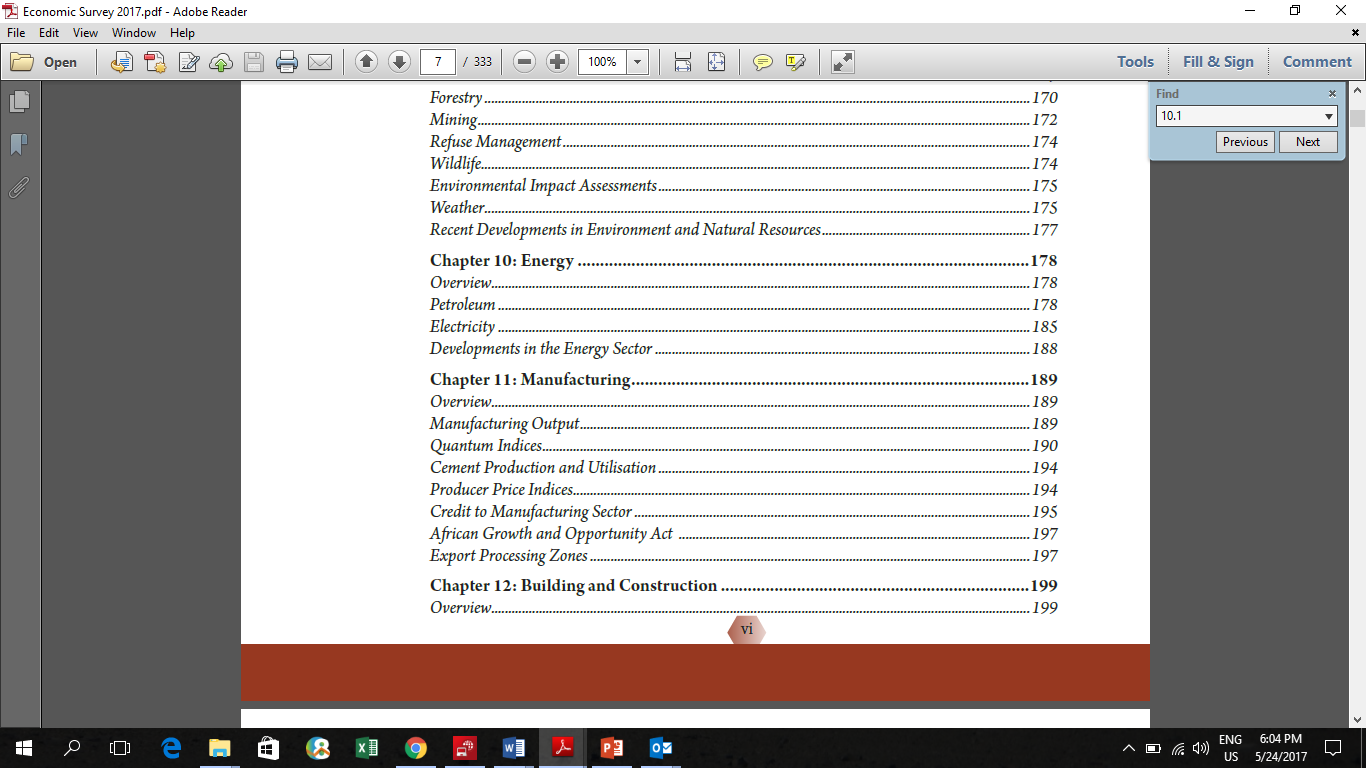 Economic Survey 2017.pdf - Adobe Reader
File Edit View Window Help
Open 7 / 333 100% Tools Fill & Sign Comment
Find
10.1
Previous Next
Forestry ........ 170
Mining........ 172
Refuse Management........ 174
Wildlife........ 174
Environmental Impact Assessments........ 175
Weather........ 175
Recent Developments in Environment and Natural Resources........ 177
Chapter 10: Energy ........178
Overview........ 178
Petroleum ........ 178
Electricity ........ 185
Developments in the Energy Sector ........ 188
Chapter 11: Manufacturing........189
Overview........ 189
Manufacturing Output........ 189
Quantum Indices........ 190
Cement Production and Utilisation ........ 194
Producer Price Indices........ 194
Credit to Manufacturing Sector ........ 195
African Growth and Opportunity Act ........ 197
Export Processing Zones ........ 197
Chapter 12: Building and Construction ........199
Overview........ 199
vi
ENG 6:04 PM
US 5/24/2017